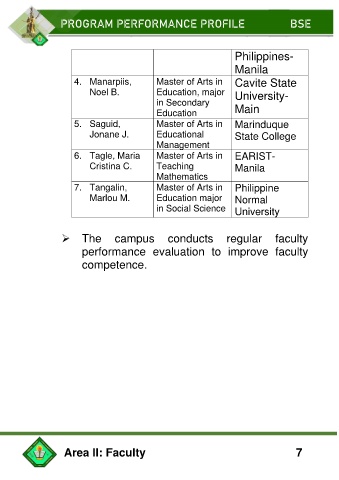 PROGRAM PERFORMANCE PROFILE BSE
Philippines-
Manila
4. Manarpiis, Noel B. Master of Arts in Education, major in Secondary Education Cavite State University-Main
5. Saguid, Jonane J. Master of Arts in Educational Management Marinduque State College
6. Tagle, Maria Cristina C. Master of Arts in Teaching Mathematics EARIST-Manila
7. Tangalin, Marlou M. Master of Arts in Education major in Social Science Philippine Normal University
➢ The campus conducts regular faculty
performance evaluation to improve faculty
competence.
Area II: Faculty 7